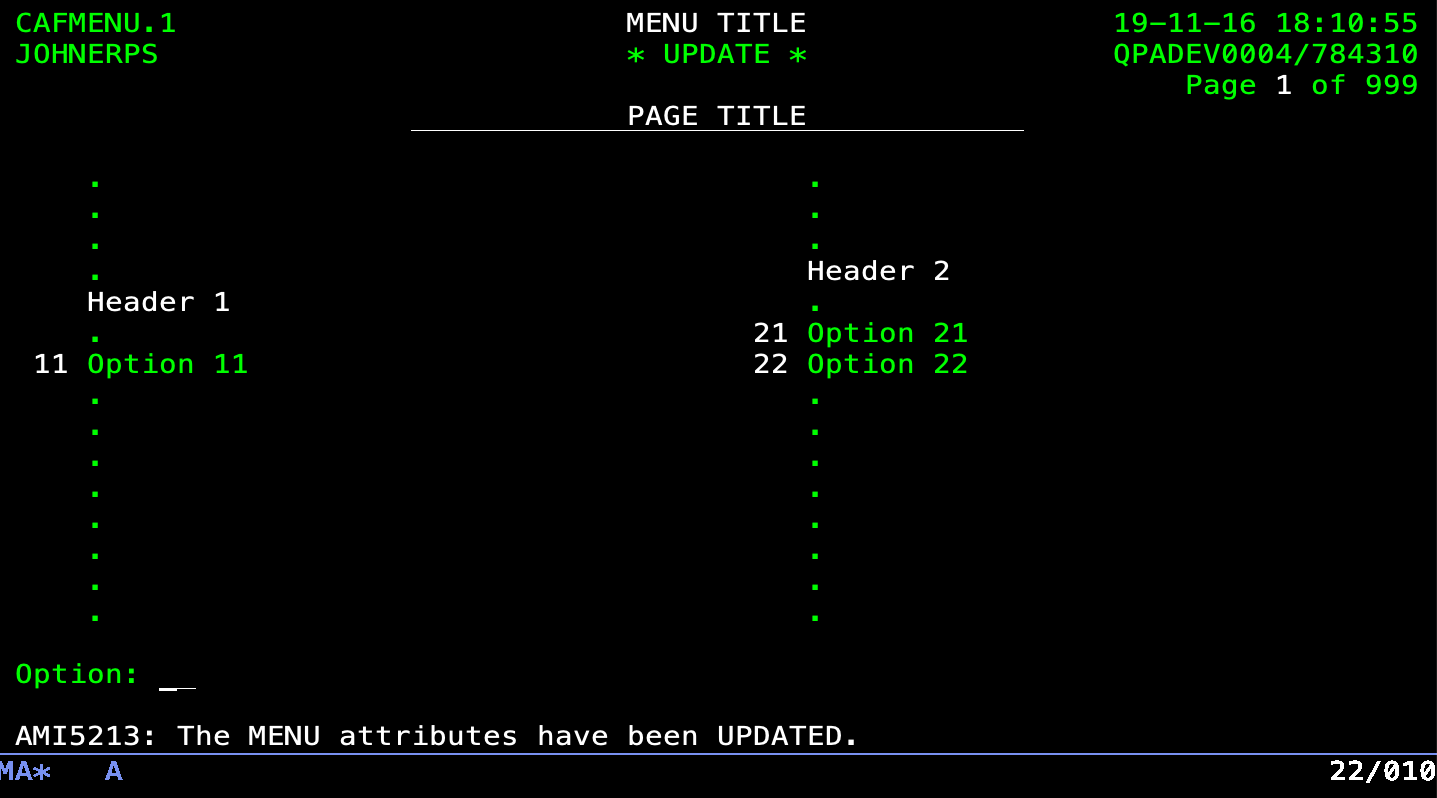 CAFMENU.1 MENU TITLE 19-11-16 18:10:55
JOHNERPS * UPDATE * QPADEV0004/784310
Page 1 of 999
PAGE TITLE
. .
. .
. .
. Header 2
Header 1 .
. 21 Option 21
11 Option 11 22 Option 22
. .
. .
. .
. .
. .
. .
. .
. .
Option: __
AMI5213: The MENU attributes have been UPDATED.
MA* A 22/010